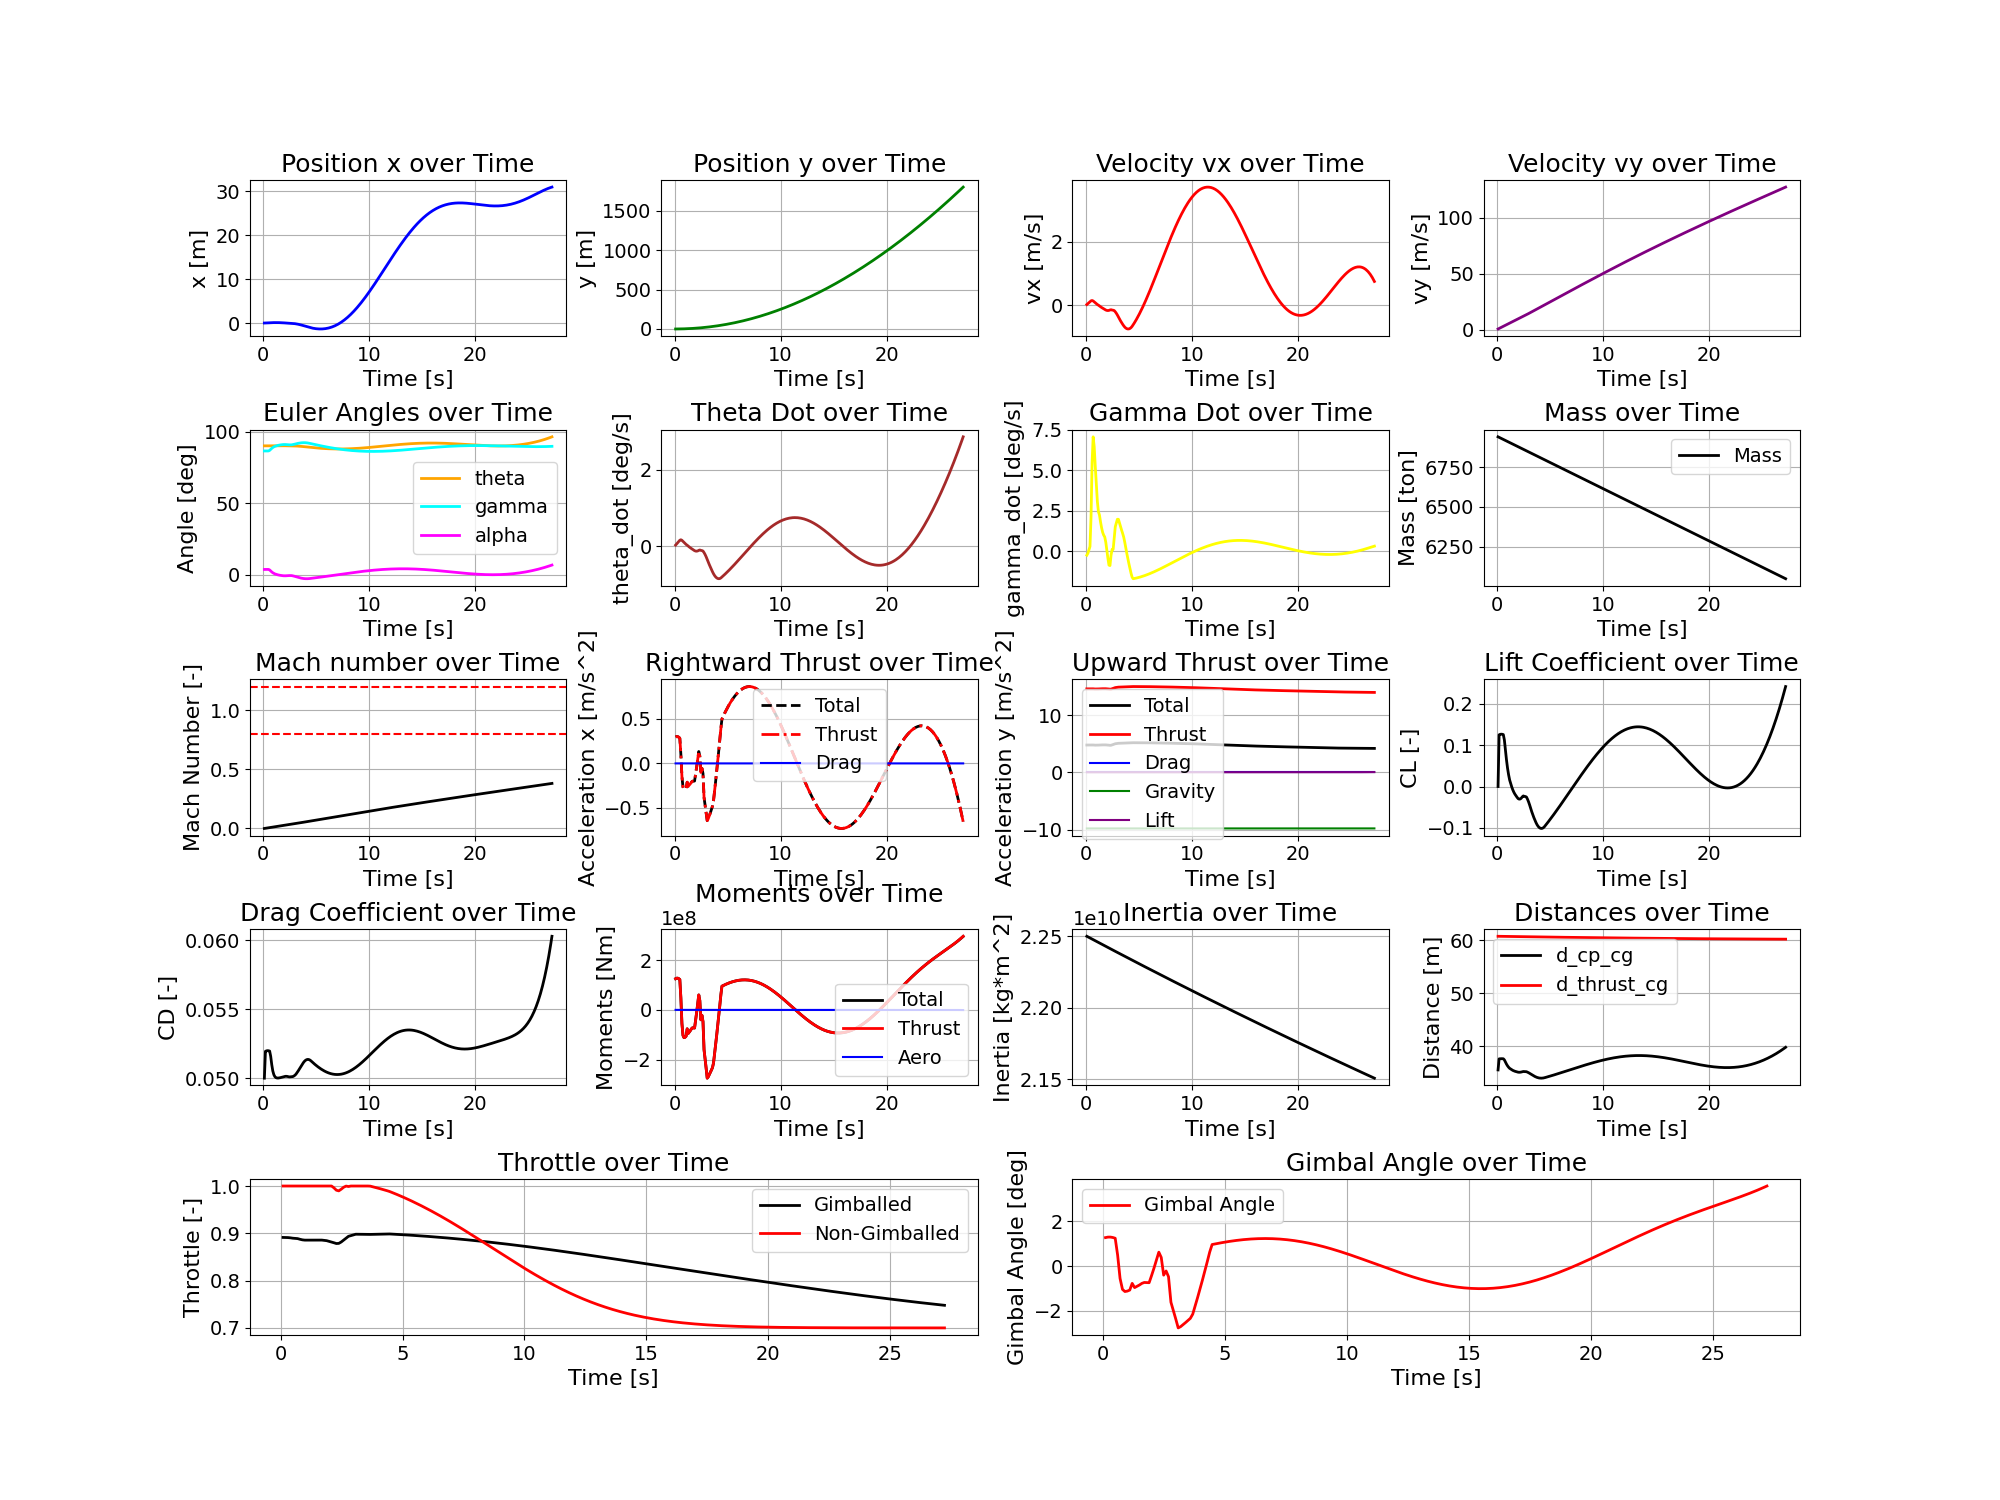 Position x over Time
x [m]
30
20
10
0
0 10 20
Time [s]
Position y over Time
y [m]
1500
1000
500
0
0 10 20
Time [s]
Velocity vx over Time
vx [m/s]
2
0
0 10 20
Time [s]
Velocity vy over Time
vy [m/s]
100
50
0
0 10 20
Time [s]
Euler Angles over Time
Angle [deg]
100
50
0
theta
gamma
alpha
0 10 20
Time [s]
Theta Dot over Time
theta_dot [deg/s]
2
0
0 10 20
Time [s]
Gamma Dot over Time
gamma_dot [deg/s]
7.5
5.0
2.5
0.0
0 10 20
Time [s]
Mass over Time
Mass [ton]
6750
6500
6250
Mass
0 10 20
Time [s]
Mach number over Time
Mach Number [-]
1.0
0.5
0.0
0 10 20
Time [s]
Rightward Thrust over Time
Acceleration x [m/s^2]
0.5
0.0
−0.5
Total
Thrust
Drag
0 10 20
Time [s]
Upward Thrust over Time
Acceleration y [m/s^2]
10
0
−10
Total
Thrust
Drag
Gravity
Lift
0 10 20
Time [s]
Lift Coefficient over Time
CL [-]
0.2
0.1
0.0
−0.1
0 10 20
Time [s]
Drag Coefficient over Time
CD [-]
0.060
0.055
0.050
0 10 20
Time [s]
Moments over Time
1e8
Moments [Nm]
2
0
−2
Total
Thrust
Aero
0 10 20
Time [s]
Inertia over Time
1e10
Inertia [kg*m^2]
2.25
2.20
2.15
0 10 20
Time [s]
Distances over Time
Distance [m]
60
50
40
d_cp_cg
d_thrust_cg
0 10 20
Time [s]
Throttle over Time
Throttle [-]
1.0
0.9
0.8
0.7
Gimballed
Non-Gimballed
0 5 10 15 20 25
Time [s]
Gimbal Angle over Time
Gimbal Angle [deg]
2
0
−2
Gimbal Angle
0 5 10 15 20 25
Time [s]